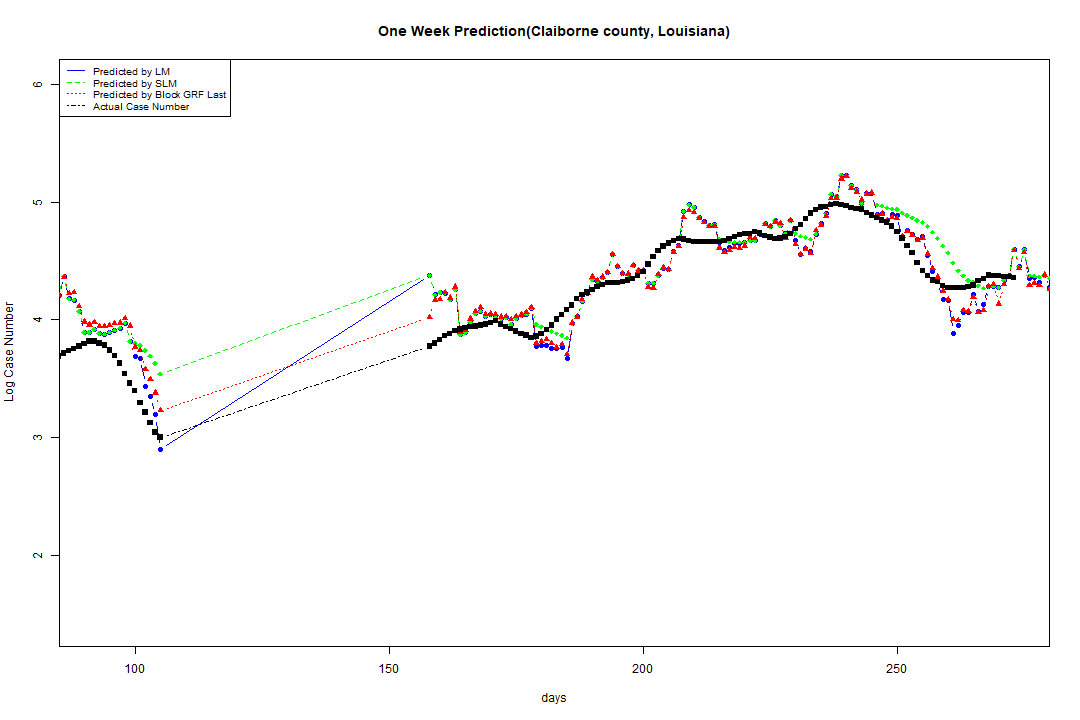 One Week Prediction(Claiborne county, Louisiana)
Predicted by LM
Predicted by SLM
Predicted by Block GRF Last
Actual Case Number
6
5
4
3
2
Log Case Number
100 150 200 250
days